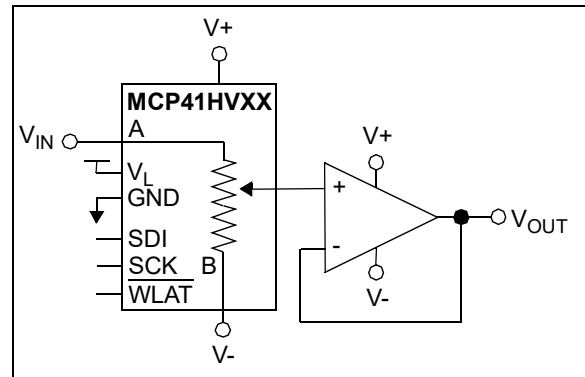 V+
MCP41HVXX
A
V+
VIN
VL
GND
+
VOUT
SDI
-
SCK
B
WLAT
V-
V-